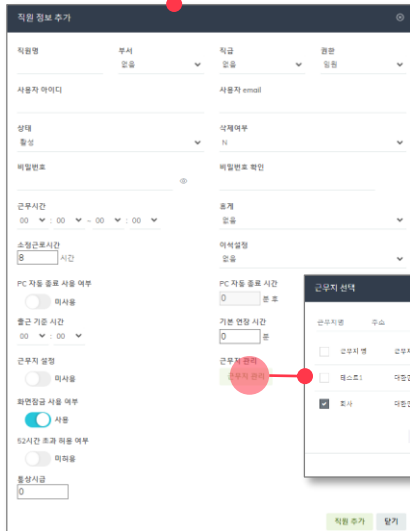 직원 정보 추가
직원명 부서 직급 권한
없음 없음 임원
사용자 아이디 사용자 email
상태 삭제여부
활성 N
비밀번호 비밀번호 확인
근무시간 휴게
00 : 00 - 00 : 00 없음
소정근로시간 이석설정
8 시간 없음
PC 자동 종료 사용 여부 PC 자동 종료 시간
미사용 0 분 후
출근 기준 시간 기본 연장 시간
00 : 00 0 분
근무지 설정 근무지 관리
미사용 근무지 관리
화면잠금 사용 여부
사용
52시간 초과 허용 여부
미허용
통상시급
0
근무지 선택
근무지명 주소
근무지 명
테스트1
회사
직원 추가 닫기